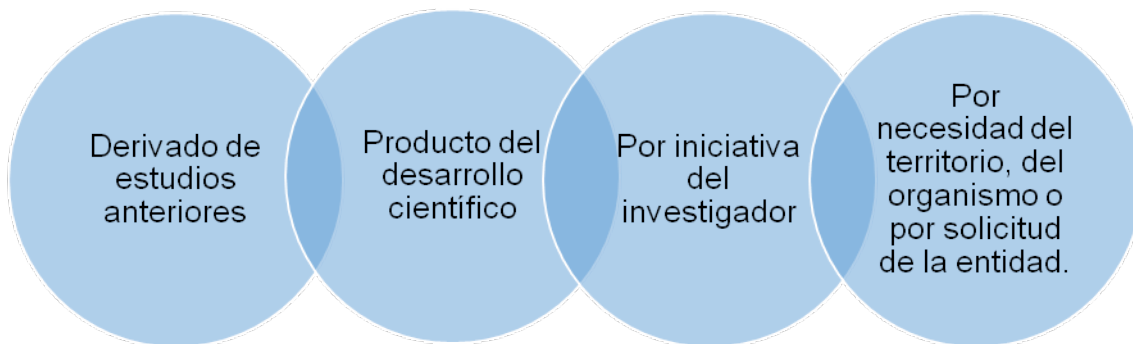 Derivado de
estudios
anteriores
Producto del
desarrollo
científico
Por iniciativa
del
investigador
Por
necesidad del
territorio, del
organismo o
por solicitud
de la entidad.